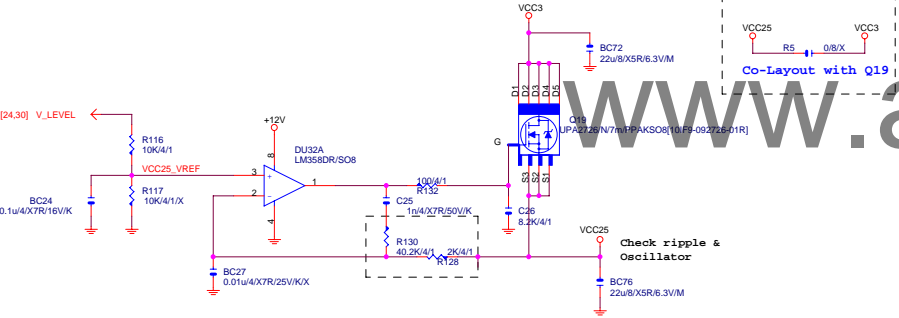 VCC3
VCC25
VCC3
R5
0/8/X
Co-Layout with Q19
BC72
22u/8/X5R/6.3V/M
D1
D2
D3
D4
D5
www.a
[24,30] V_LEVEL
+12V
Q19
UPA2726/N/7m/PPAKSO8[10IF9-092726-01R]
R116
10K/4/1
8
DU32A
LM358DR/SO8
G
VCC25_VREF
3
+
1
2
-
S3
S2
S1
R117
10K/4/1/X
100/4/1
R132
BC24
0.1u/4/X7R/16V/K
4
C25
1n/4/X7R/50V/K
C26
8.2K/4/1
R130
40.2K/4/1
2K/4/1
R128
VCC25
Check ripple &
Oscillator
BC27
0.01u/4/X7R/25V/K/X
BC76
22u/8/X5R/6.3V/M